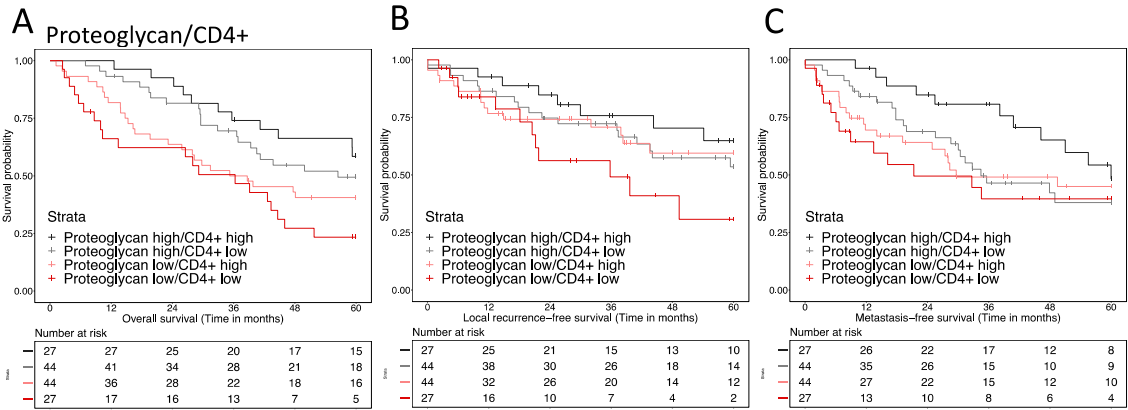 A
Proteoglycan/CD4+
1.00
0.75
0.50
0.25
0.00
Survival probability
Strata
Proteoglycan high/CD4+ high
Proteoglycan high/CD4+ low
Proteoglycan low/CD4+ high
Proteoglycan low/CD4+ low
0 12 24 36 48 60
Overall survival (Time in months)
Number at risk
Strata
27 27 25 20 17 15
44 41 34 28 21 18
44 36 28 22 18 16
27 17 16 13 7 5
B
1.00
0.75
0.50
0.25
0.00
Survival probability
Strata
Proteoglycan high/CD4+ high
Proteoglycan high/CD4+ low
Proteoglycan low/CD4+ high
Proteoglycan low/CD4+ low
0 12 24 36 48 60
Local recurrence−free survival (Time in months)
Number at risk
Strata
27 25 21 15 13 10
44 38 30 26 18 14
44 32 26 20 14 12
27 16 10 7 4 2
C
1.00
0.75
0.50
0.25
0.00
Survival probability
Strata
Proteoglycan high/CD4+ high
Proteoglycan high/CD4+ low
Proteoglycan low/CD4+ high
Proteoglycan low/CD4+ low
0 12 24 36 48 60
Metastasis−free survival (Time in months)
Number at risk
Strata
27 26 22 17 12 8
44 35 26 15 10 9
44 27 22 15 12 10
27 13 10 8 6 4